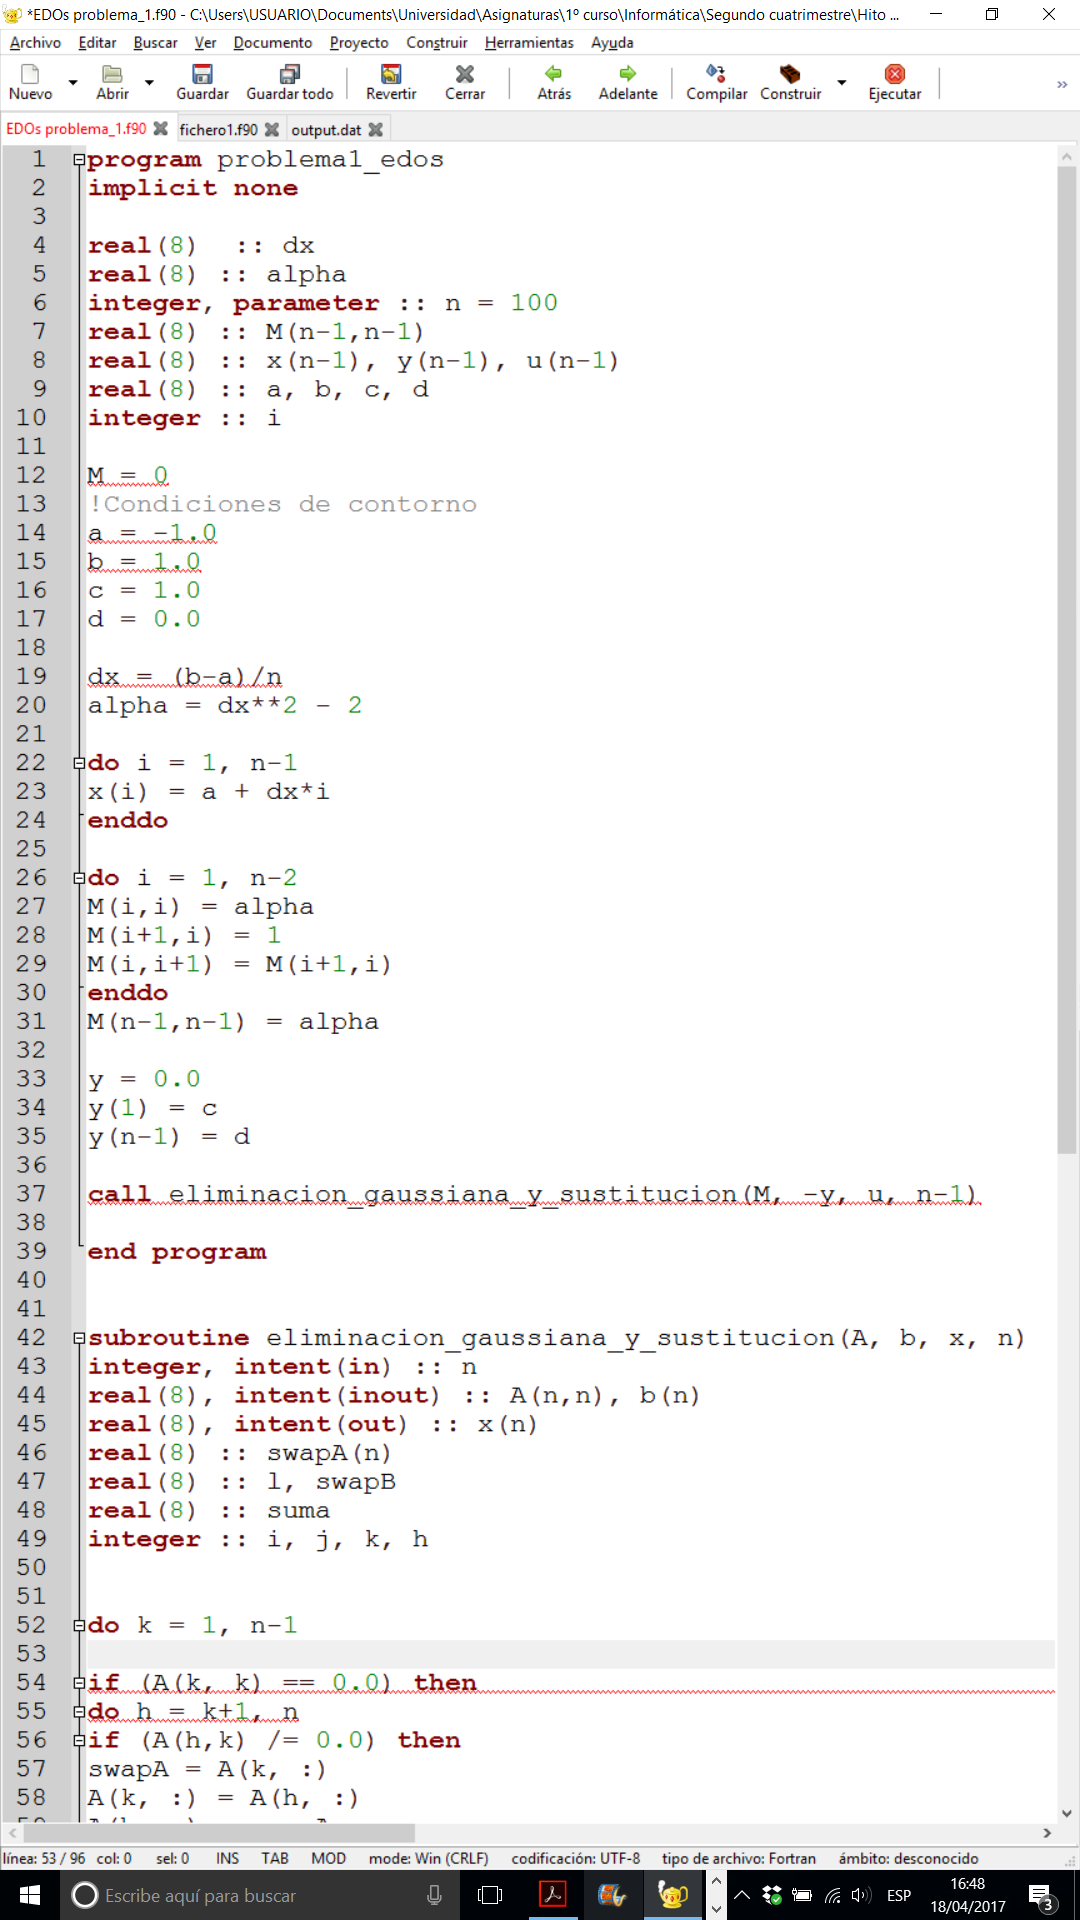 *EDOs problema_1.f90 - C:\Users\USUARIO\Documents\Universidad\Asignaturas\1º curso\Informática\Segundo cuatrimestre\Hito ...
Archivo Editar Buscar Ver Documento Proyecto Construir Herramientas Ayuda
Nuevo Abrir Guardar Guardar todo Revertir Cerrar Atrás Adelante Compilar Construir Ejecutar »
EDOs problema_1.f90 fichero1.f90 output.dat
1 program problema1_edos
2 implicit none
3
4 real(8)  :: dx
5 real(8) :: alpha
6 integer, parameter :: n = 100
7 real(8) :: M(n-1,n-1)
8 real(8) :: x(n-1), y(n-1), u(n-1)
9 real(8) :: a, b, c, d
10 integer :: i
11
12 M = 0
13 !Condiciones de contorno
14 a = -1.0
15 b = 1.0
16 c = 1.0
17 d = 0.0
18
19 dx = (b-a)/n
20 alpha = dx**2 - 2
21
22 do i = 1, n-1
23 x(i) = a + dx*i
24 enddo
25
26 do i = 1, n-2
27 M(i,i) = alpha
28 M(i+1,i) = 1
29 M(i,i+1) = M(i+1,i)
30 enddo
31 M(n-1,n-1) = alpha
32
33 y = 0.0
34 y(1) = c
35 y(n-1) = d
36
37 call eliminacion_gaussiana_y_sustitucion(M, -y, u, n-1)
38
39 end program
40
41
42 subroutine eliminacion_gaussiana_y_sustitucion(A, b, x, n)
43 integer, intent(in) :: n
44 real(8), intent(inout) :: A(n,n), b(n)
45 real(8), intent(out) :: x(n)
46 real(8) :: swapA(n)
47 real(8) :: l, swapB
48 real(8) :: suma
49 integer :: i, j, k, h
50
51
52 do k = 1, n-1
53
54 if (A(k, k) == 0.0) then
55 do h = k+1, n
56 if (A(h,k) /= 0.0) then
57 swapA = A(k, :)
58 A(k, :) = A(h, :)
línea: 53 / 96 col: 0 sel: 0 INS TAB MOD mode: Win (CRLF) codificación: UTF-8 tipo de archivo: Fortran ámbito: desconocido
Escribe aquí para buscar ESP 16:48
18/04/2017 3